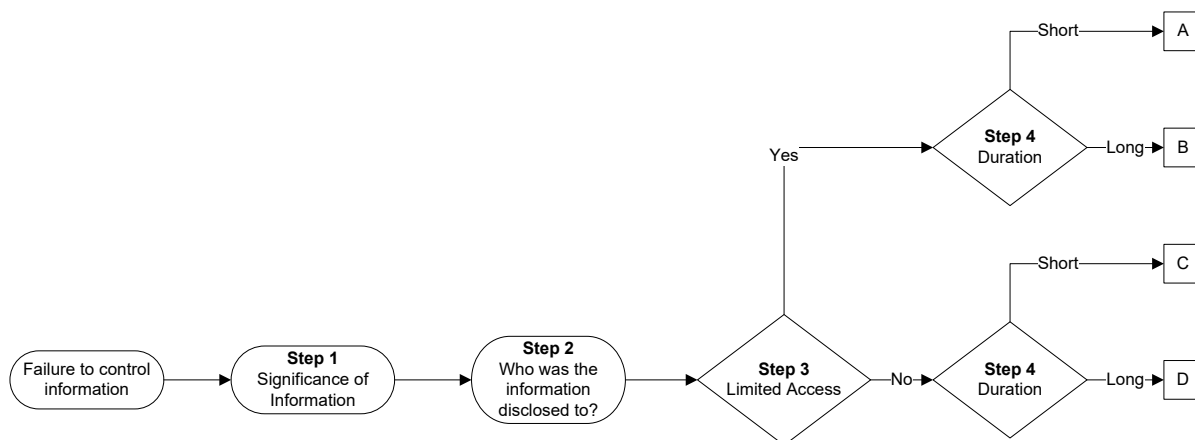 Short
A
Step 4
Duration
Long
B
Yes
Short
C
Failure to control
information
Step 1
Significance of
Information
Step 2
Who was the
information
disclosed to?
Step 3
Limited Access
No
Step 4
Duration
Long
D